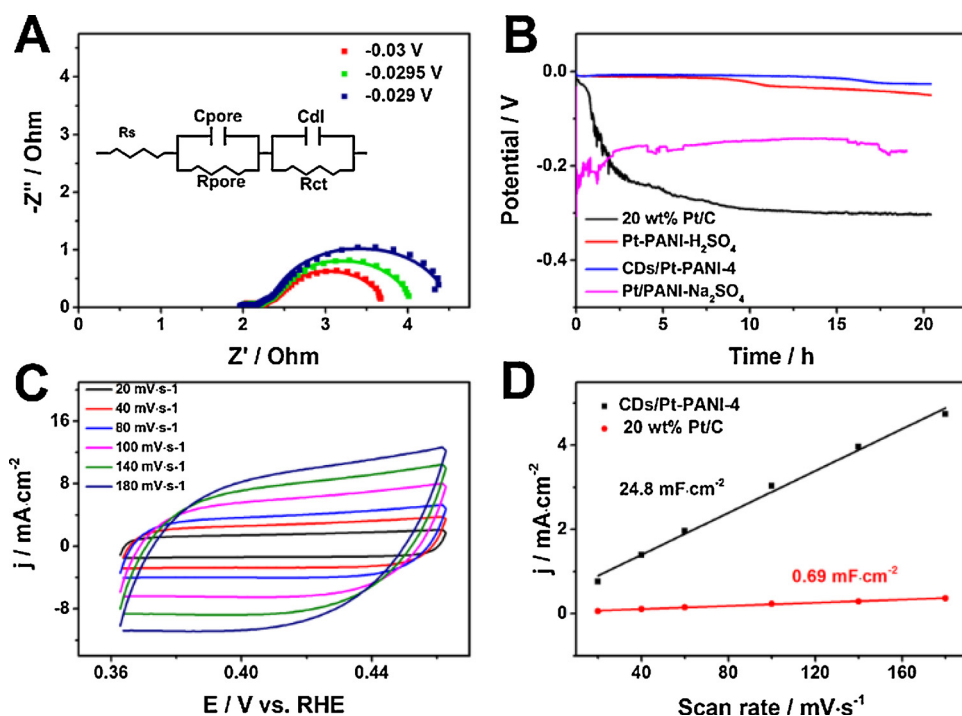 A
-0.03 V
-0.0295 V
-0.029 V
Rs
Cpore
Rpore
Cdl
Rct
-Z'' / Ohm
5
4
3
2
1
0
0 1 2 3 4 5
Z' / Ohm
B
Potential / V
0.0
-0.2
-0.4
20 wt% Pt/C
Pt-PANI-H₂SO₄
CDs/Pt-PANI-4
Pt/PANI-Na₂SO₄
0 5 10 15 20
Time / h
C
20 mV·s-1
40 mV·s-1
80 mV·s-1
100 mV·s-1
140 mV·s-1
180 mV·s-1
j / mA.cm⁻²
16
8
0
-8
0.36 0.40 0.44
E / V vs. RHE
D
CDs/Pt-PANI-4
20 wt% Pt/C
24.8 mF·cm⁻²
0.69 mF·cm⁻²
j / mA.cm⁻²
4
2
0
40 80 120 160
Scan rate / mV·s⁻¹